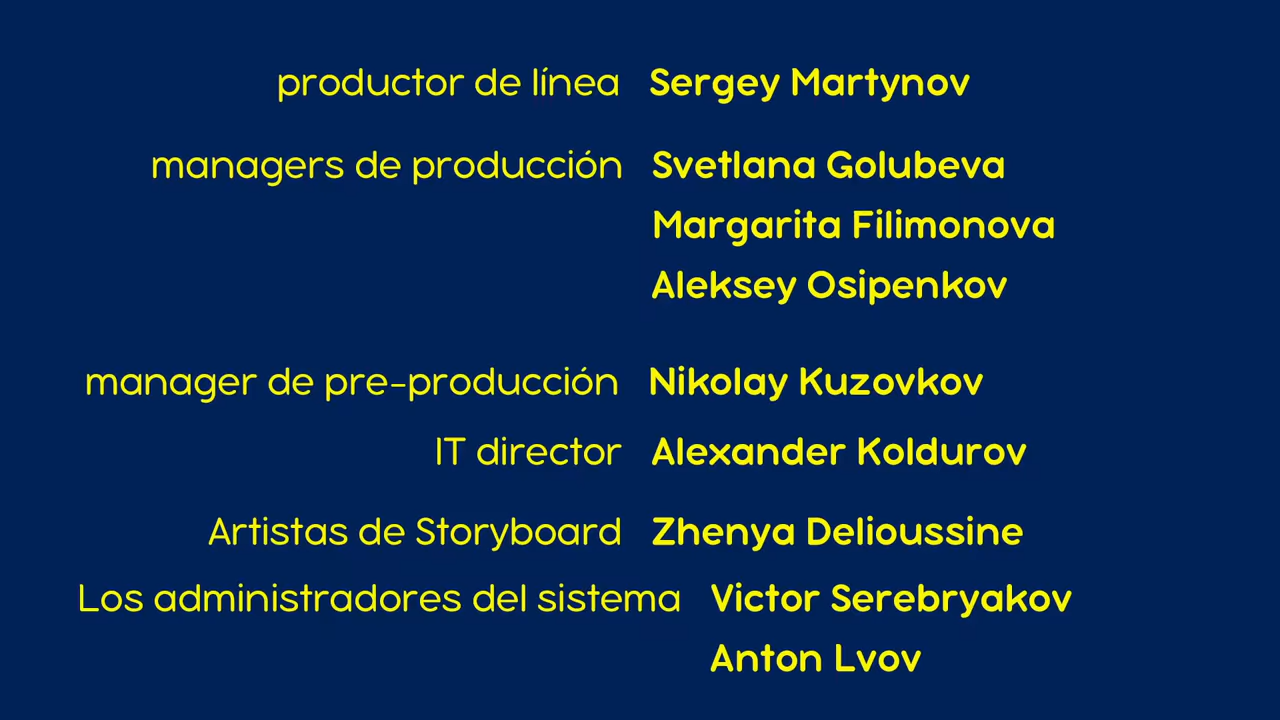 productor de línea Sergey Martynov
managers de producción Svetlana Golubeva
Margarita Filimonova
Aleksey Osipenkov
manager de pre-producción Nikolay Kuzovkov
IT director Alexander Koldurov
Artistas de Storyboard Zhenya Delioussine
Los administradores del sistema Victor Serebryakov
Anton Lvov